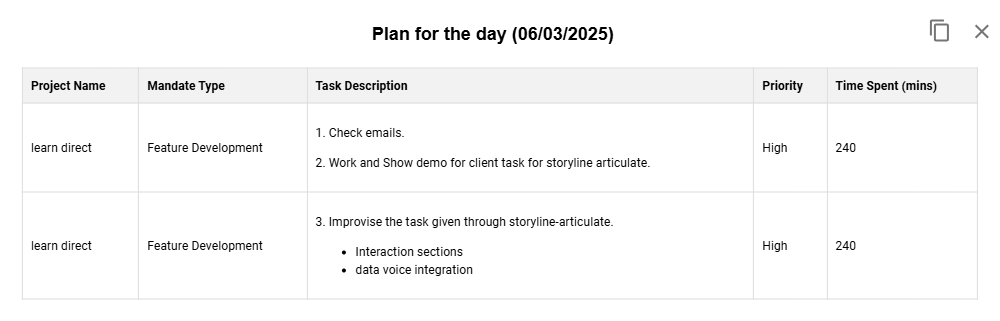 Plan for the day (06/03/2025)
Project Name Mandate Type Task Description Priority Time Spent (mins)
learn direct Feature Development 1. Check emails. High 240
2. Work and Show demo for client task for storyline articulate.
learn direct Feature Development 3. Improvise the task given through storyline-articulate. High 240
• Interaction sections
• data voice integration